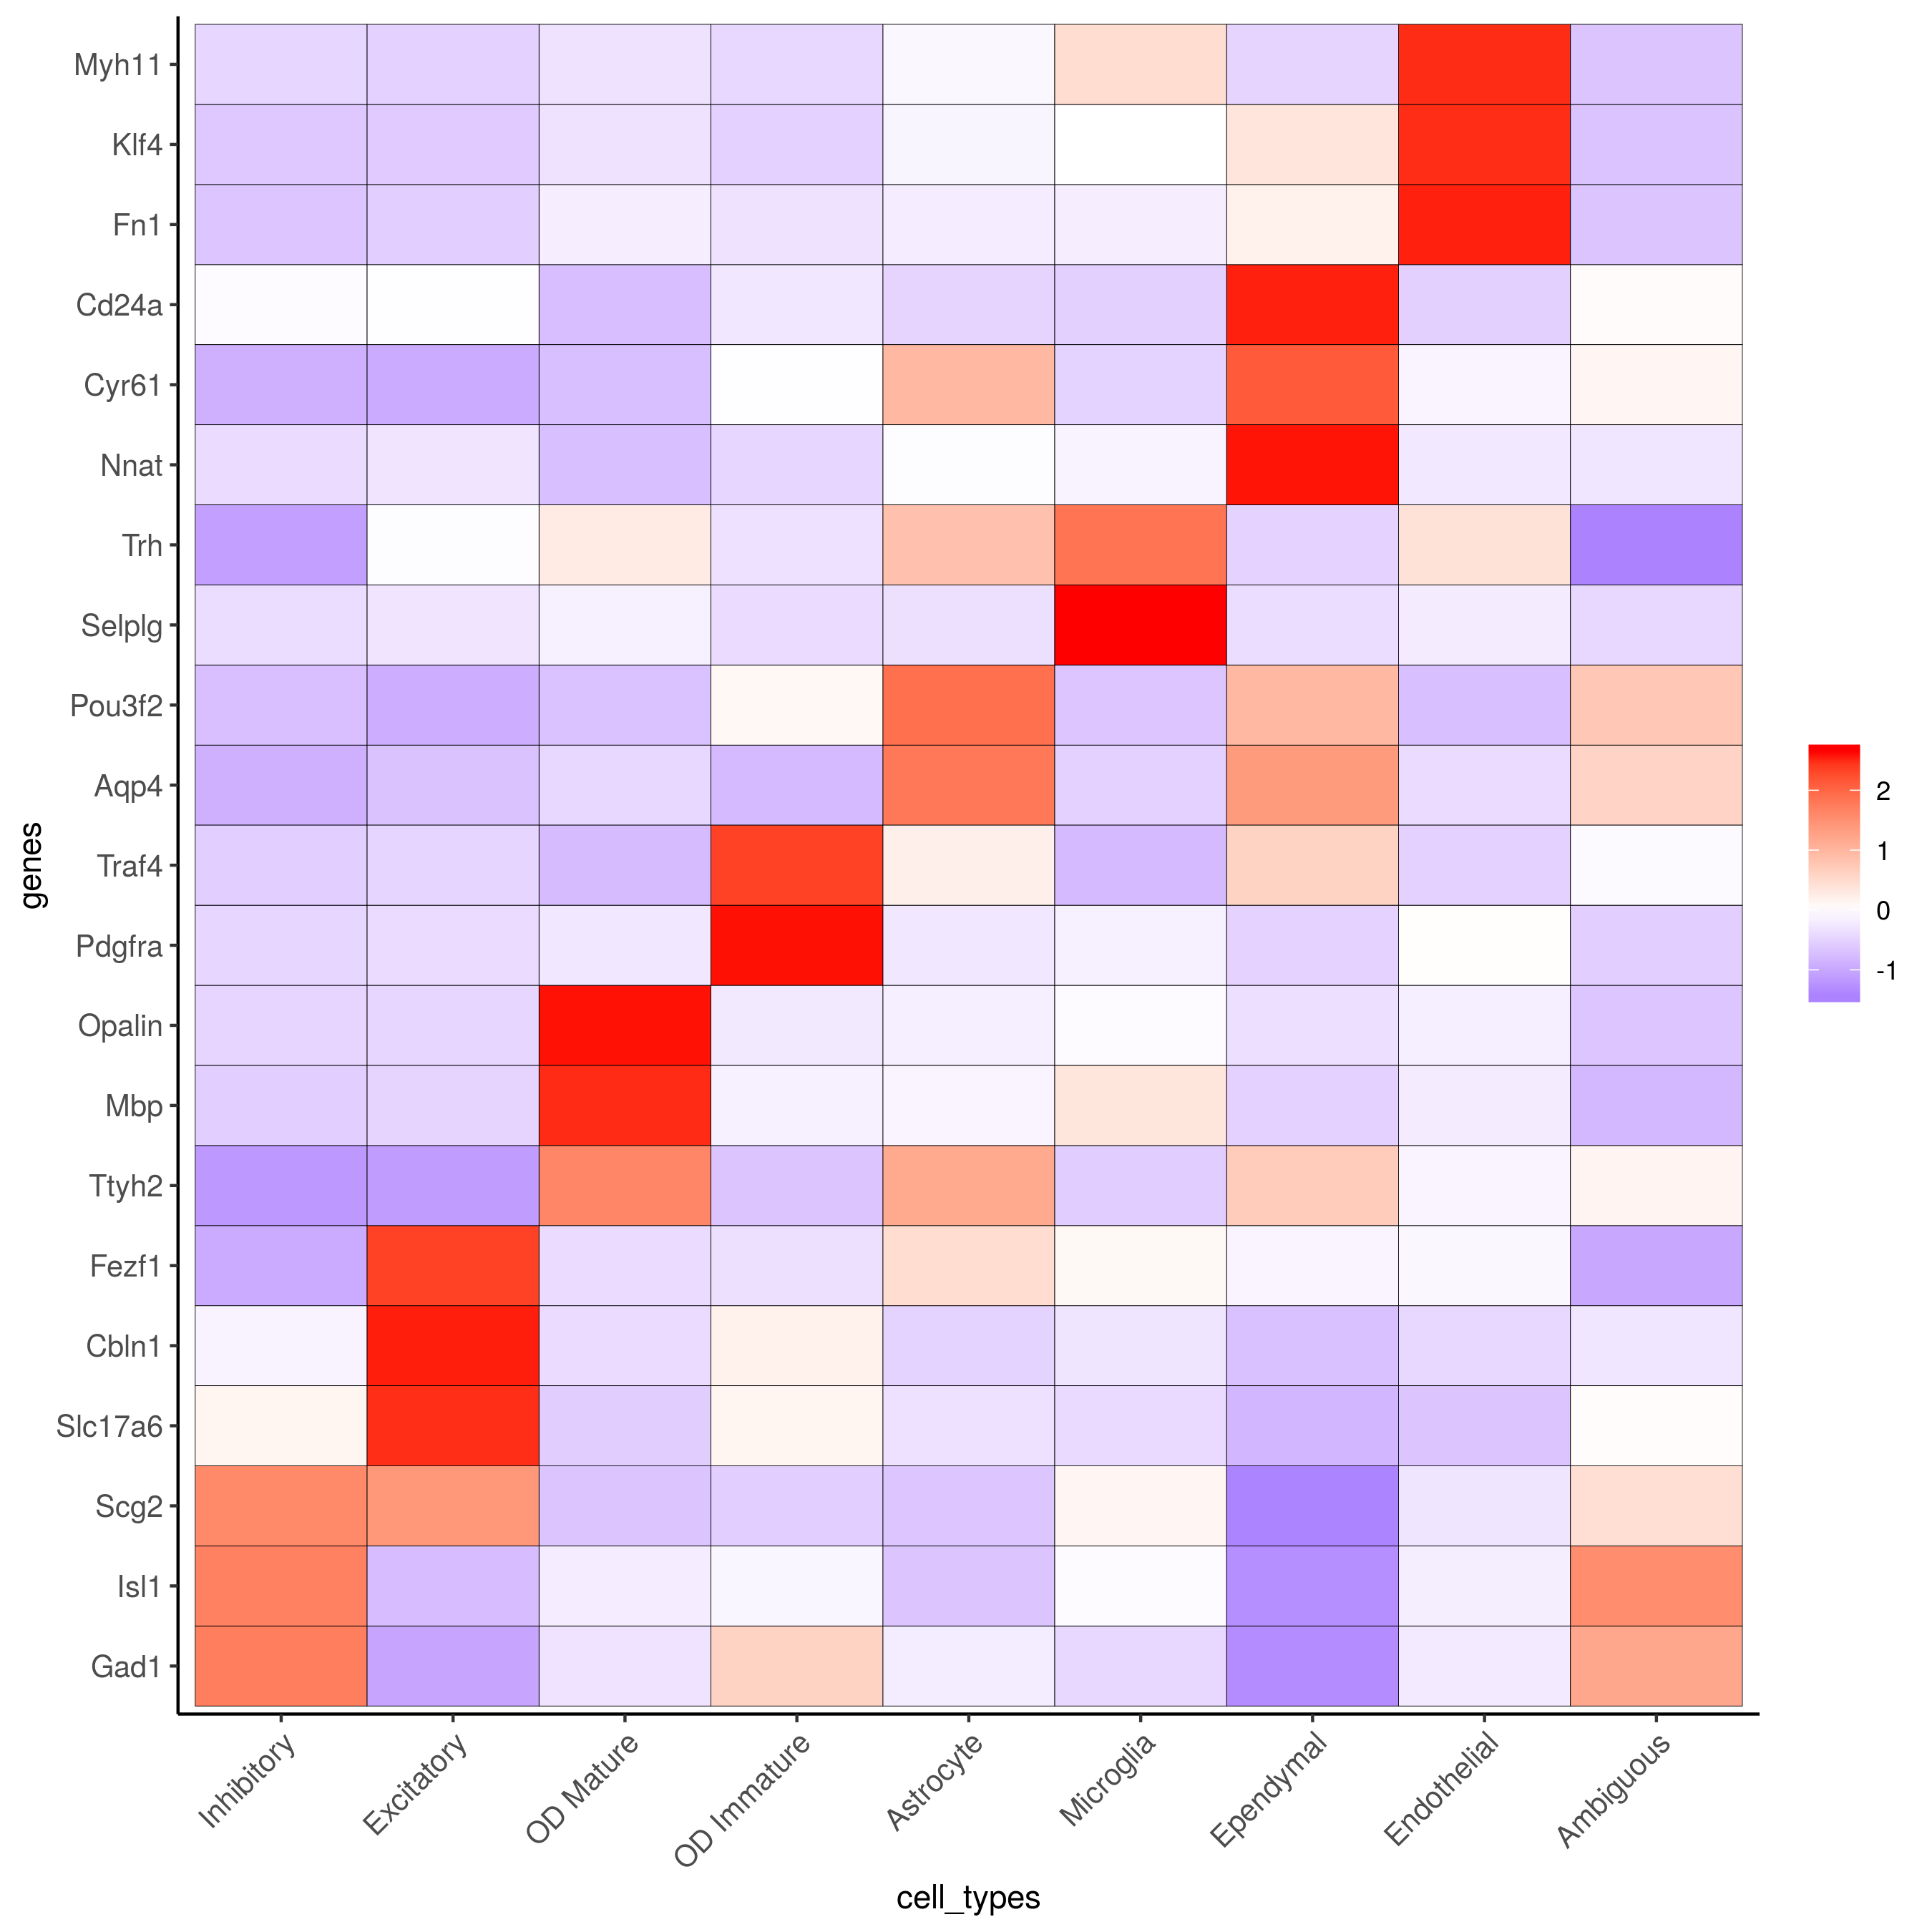 genes
Myh11
Klf4
Fn1
Cd24a
Cyr61
Nnat
Trh
Selplg
Pou3f2
Aqp4
Traf4
Pdgfra
Opalin
Mbp
Ttyh2
Fezf1
Cbln1
Slc17a6
Scg2
Isl1
Gad1
Inhibitory
Excitatory
OD Mature
OD Immature
Astrocyte
Microglia
Ependymal
Endothelial
Ambiguous
cell_types
2
1
0
-1